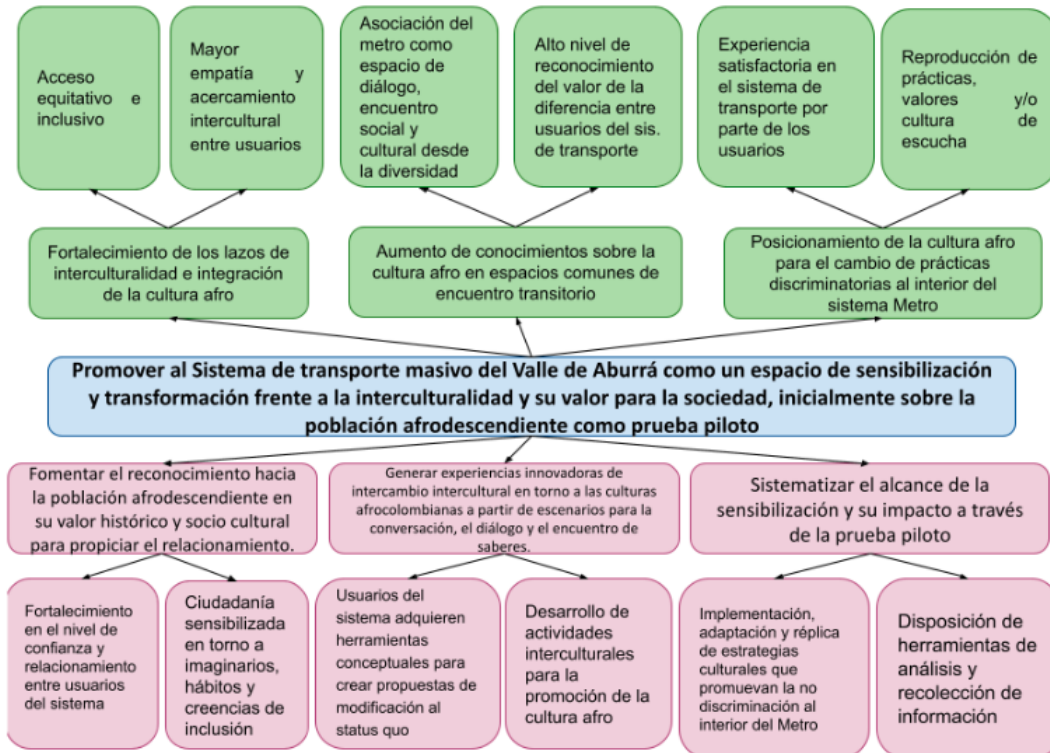 Acceso
equitativo e
inclusivo
Mayor
empatía y
acercamiento
intercultural
entre usuarios
Asociación del
metro como
espacio de
diálogo,
encuentro
social y
cultural desde
la diversidad
Alto nivel de
reconocimiento
del valor de la
diferencia entre
usuarios del sis.
de transporte
Experiencia
satisfactoria en
el sistema de
transporte por
parte de los
usuarios
Reproducción de
prácticas,
valores y/o
cultura de
escucha
Fortalecimiento de los lazos de
interculturalidad e integración
de la cultura afro
Aumento de conocimientos sobre la
cultura afro en espacios comunes de
encuentro transitorio
Posicionamiento de la cultura afro
para el cambio de prácticas
discriminatorias al interior del
sistema Metro
Promover al Sistema de transporte masivo del Valle de Aburrá como un espacio de sensibilización
y transformación frente a la interculturalidad y su valor para la sociedad, inicialmente sobre la
población afrodescendiente como prueba piloto
Fomentar el reconocimiento hacia
la población afrodescendiente en
su valor histórico y socio cultural
para propiciar el relacionamiento.
Generar experiencias innovadoras de
intercambio intercultural en torno a las culturas
afrocolombianas a partir de escenarios para la
conversación, el diálogo y el encuentro de
saberes.
Sistematizar el alcance de la
sensibilización y su impacto a través
de la prueba piloto
Fortalecimiento
en el nivel de
confianza y
relacionamiento
entre usuarios
del sistema
Ciudadanía
sensibilizada
en torno a
imaginarios,
hábitos y
creencias de
inclusión
Usuarios del
sistema adquieren
herramientas
conceptuales para
crear propuestas de
modificación al
status quo
Desarrollo de
actividades
interculturales
para la
promoción de la
cultura afro
Implementación,
adaptación y réplica
de estrategias
culturales que
promuevan la no
discriminación al
interior del Metro
Disposición de
herramientas de
análisis y
recolección de
información